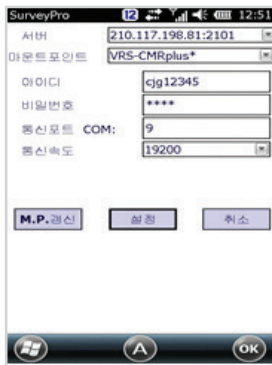 SurveyPro 12 12:51
서버 210.117.198.81:2101
마운트포인트 VRS-CMRplus*
아이디 cjg12345
비밀번호 ****
통신포트 COM: 9
통신속도 19200
M.P.갱신 설정 취소
A OK